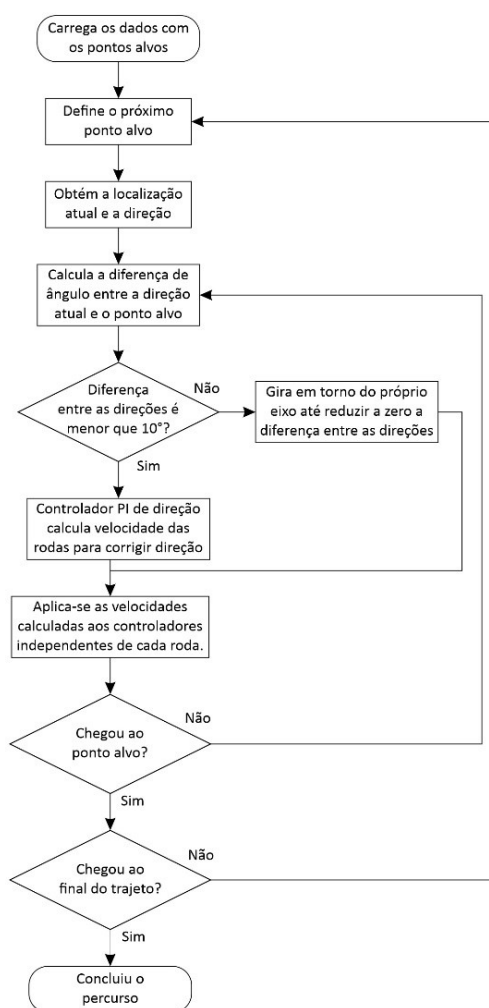 Carrega os dados com
os pontos alvos
Define o próximo
ponto alvo
Obtém a localização
atual e a direção
Calcula a diferença de
ângulo entre a direção
atual e o ponto alvo
Diferença
entre as direções é
menor que 10°?
Não
Gira em torno do próprio
eixo até reduzir a zero a
diferença entre as direções
Sim
Controlador PI de direção
calcula velocidade das
rodas para corrigir direção
Aplica-se as velocidades
calculadas aos controladores
independentes de cada roda.
Não
Chegou ao
ponto alvo?
Sim
Não
Chegou ao
final do trajeto?
Sim
Concluiu o
percurso